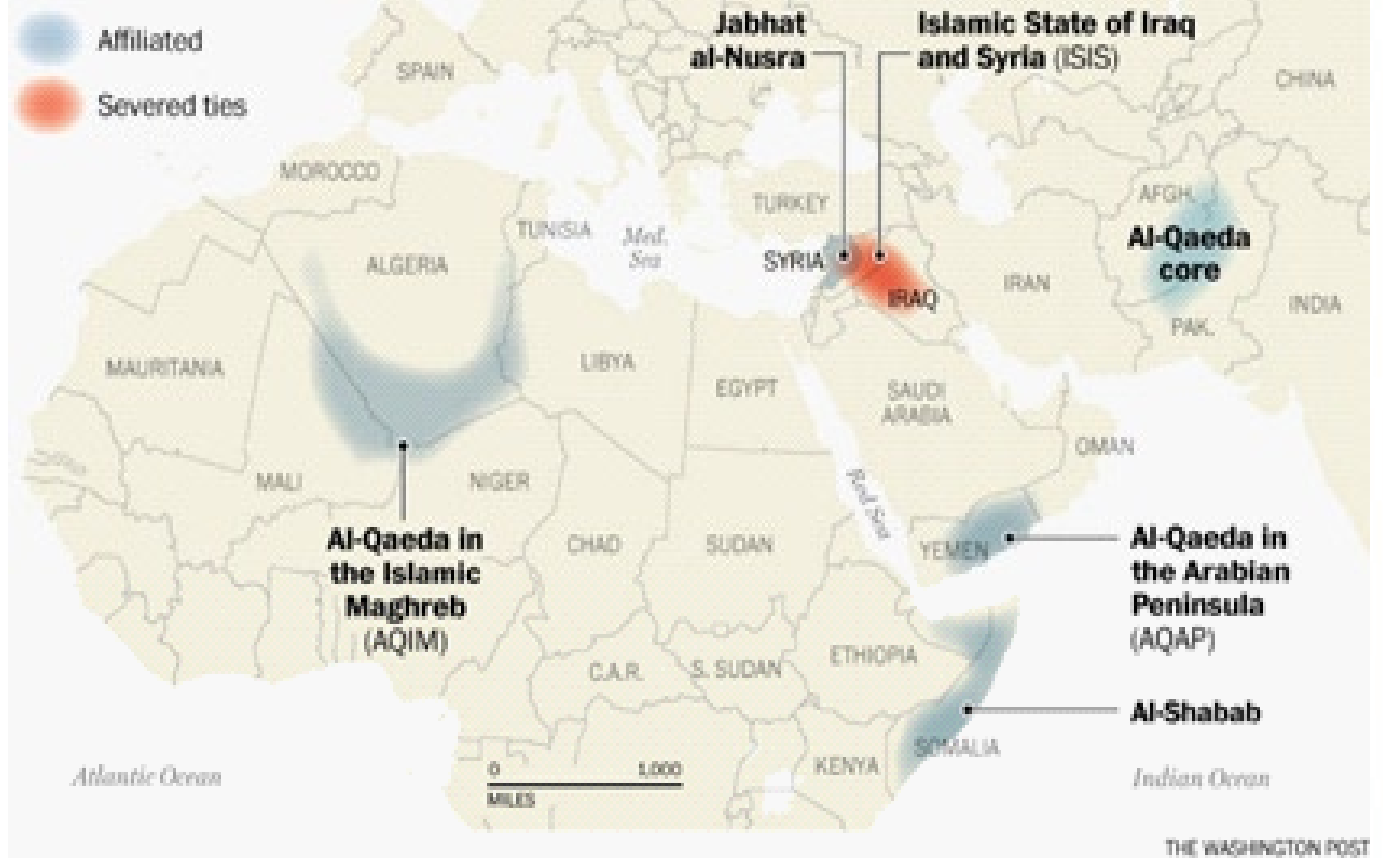 Affiliated
Severed ties
Jabhat
al-Nusra
Islamic State of Iraq
and Syria (ISIS)
SPAIN
CHINA
MOROCCO
TURKEY
AFGH.
TUNISIA
Med.
Sea
ALGERIA
SYRIA
IRAQ
IRAN
Al-Qaeda
core
INDIA
PAK.
MAURITANIA
LIBYA
EGYPT
SAUDI
ARABIA
OMAN
MALI
NIGER
Red Sea
CHAD
SUDAN
YEMEN
Al-Qaeda in
the Islamic
Maghreb
(AQIM)
Al-Qaeda in
the Arabian
Peninsula
(AQAP)
C.A.R.
S. SUDAN
ETHIOPIA
Al-Shabab
SOMALIA
KENYA
Atlantic Ocean
0 1,000
MILES
Indian Ocean
THE WASHINGTON POST